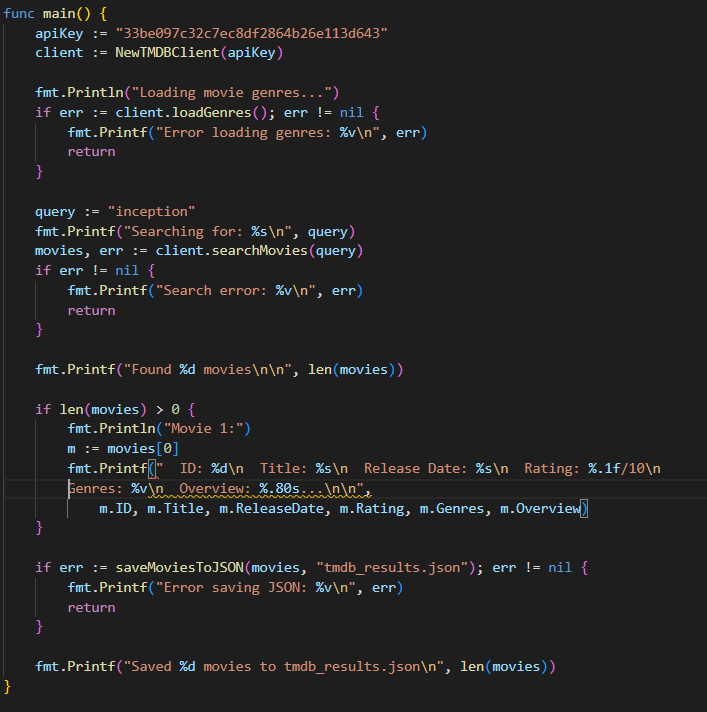 func main() {
    apiKey := "33be097c32c7ec8df2864b26e113d643"
    client := NewTMDBClient(apiKey)

    fmt.Println("Loading movie genres...")
    if err := client.loadGenres(); err != nil {
        fmt.Printf("Error loading genres: %v\n", err)
        return
    }

    query := "inception"
    fmt.Printf("Searching for: %s\n", query)
    movies, err := client.searchMovies(query)
    if err != nil {
        fmt.Printf("Search error: %v\n", err)
        return
    }

    fmt.Printf("Found %d movies\n\n", len(movies))

    if len(movies) > 0 {
        fmt.Println("Movie 1:")
        m := movies[0]
        fmt.Printf("  ID: %d\n  Title: %s\n  Release Date: %s\n  Rating: %.1f/10\n
        Genres: %v\n  Overview: %.80s...\n\n",
            m.ID, m.Title, m.ReleaseDate, m.Rating, m.Genres, m.Overview)
    }

    if err := saveMoviesToJSON(movies, "tmdb_results.json"); err != nil {
        fmt.Printf("Error saving JSON: %v\n", err)
        return
    }

    fmt.Printf("Saved %d movies to tmdb_results.json\n", len(movies))
}